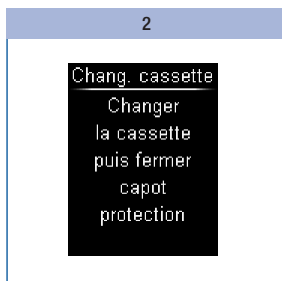 2
Chang. cassette
Changer
la cassette
puis fermer
capot
protection